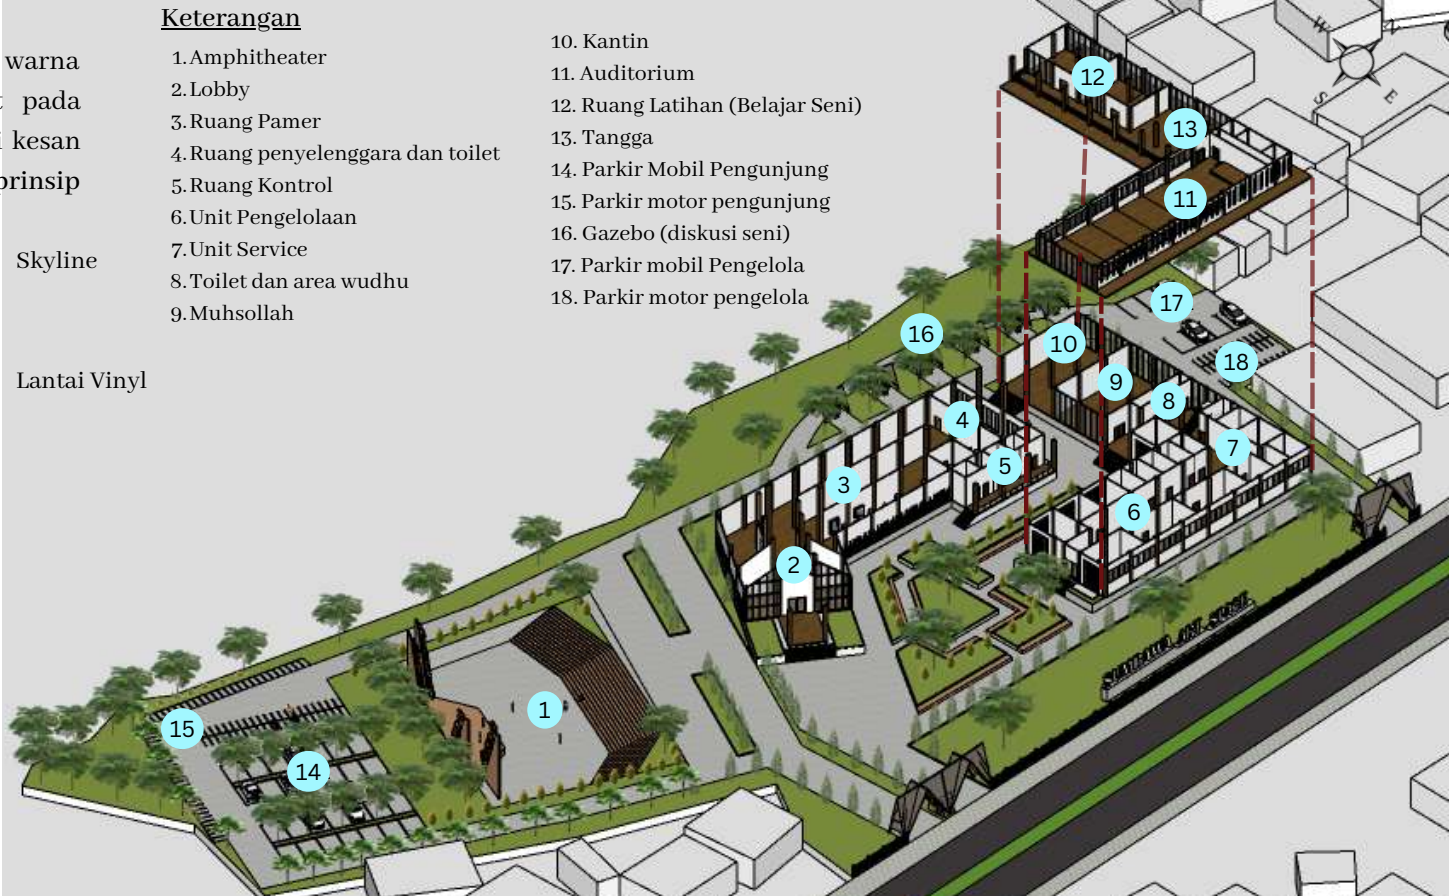 warna
pada
kesan
prinsip
Skyline
Lantai Vinyl
Keterangan
1. Amphitheater
2. Lobby
3. Ruang Pamer
4. Ruang penyelenggara dan toilet
5. Ruang Kontrol
6. Unit Pengelolaan
7. Unit Service
8. Toilet dan area wudhu
9. Muhsollah
10. Kantin
11. Auditorium
12. Ruang Latihan (Belajar Seni)
13. Tangga
14. Parkir Mobil Pengunjung
15. Parkir motor pengunjung
16. Gazebo (diskusi seni)
17. Parkir mobil Pengelola
18. Parkir motor pengelola
W
N
S
E
12
13
11
17
16
10
18
9
8
4
7
5
3
6
2
1
15
14